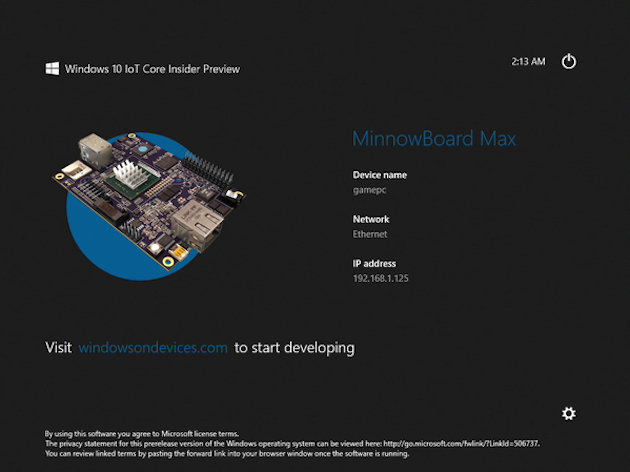 Windows 10 IoT Core Insider Preview
2:13 AM
MinnowBoard Max
Device name
gamepc
Network
Ethernet
IP address
192.168.1.125
Visit windowsondevices.com to start developing
By using this software you agree to Microsoft license terms.
The privacy statement for this prerelease version of the Windows operating system can be viewed here: http://go.microsoft.com/fwlink/?LinkId=506737.
You can review linked terms by pasting the forward link into your browser window once the software is running.